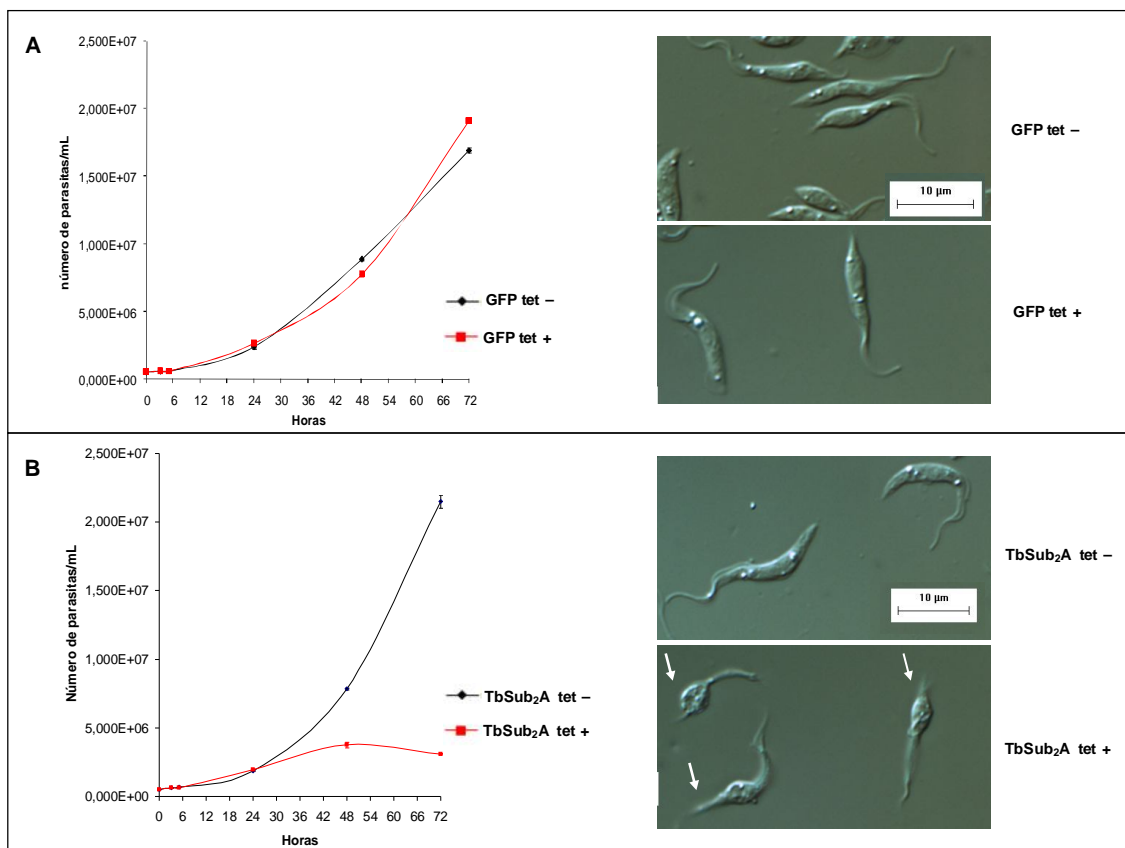 A
número de parasitas/mL
2,500E+07
2,000E+07
1,500E+07
1,000E+07
5,000E+06
0,000E+00
0 6 12 18 24 30 36 42 48 54 60 66 72
Horas
GFP tet –
GFP tet +
10 µm
GFP tet –
GFP tet +
B
Número de parasitas/mL
2,500E+07
2,000E+07
1,500E+07
1,000E+07
5,000E+06
0,000E+00
0 6 12 18 24 30 36 42 48 54 60 66 72
Horas
TbSub₂A tet –
TbSub₂A tet +
10 µm
TbSub₂A tet –
TbSub₂A tet +